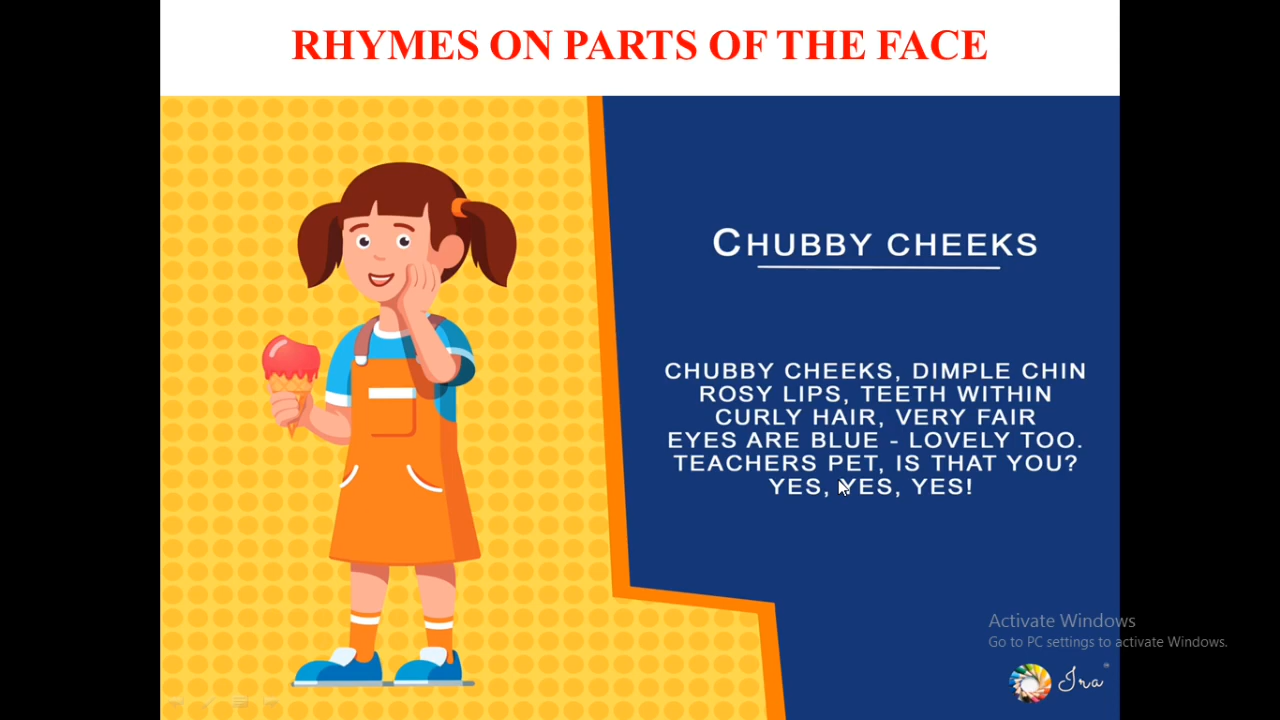 RHYMES ON PARTS OF THE FACE
CHUBBY CHEEKS
CHUBBY CHEEKS, DIMPLE CHIN
ROSY LIPS, TEETH WITHIN
CURLY HAIR, VERY FAIR
EYES ARE BLUE - LOVELY TOO.
TEACHERS PET, IS THAT YOU?
YES, YES, YES!
Activate Windows
Go to PC settings to activate Windows.
Ira